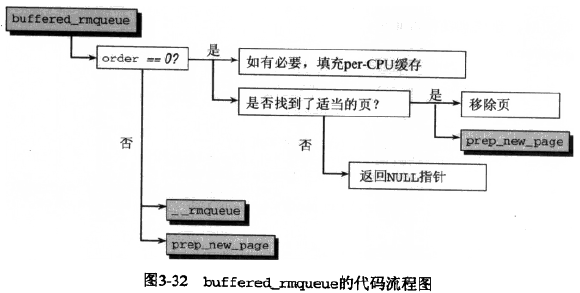 buffered_rmqueue
order == 0?
是
如有必要，填充per-CPU缓存
是否找到了适当的页？
是
移除页
prep_new_page
否
否
返回NULL指针
__rmqueue
prep_new_page
图3-32 buffered_rmqueue的代码流程图